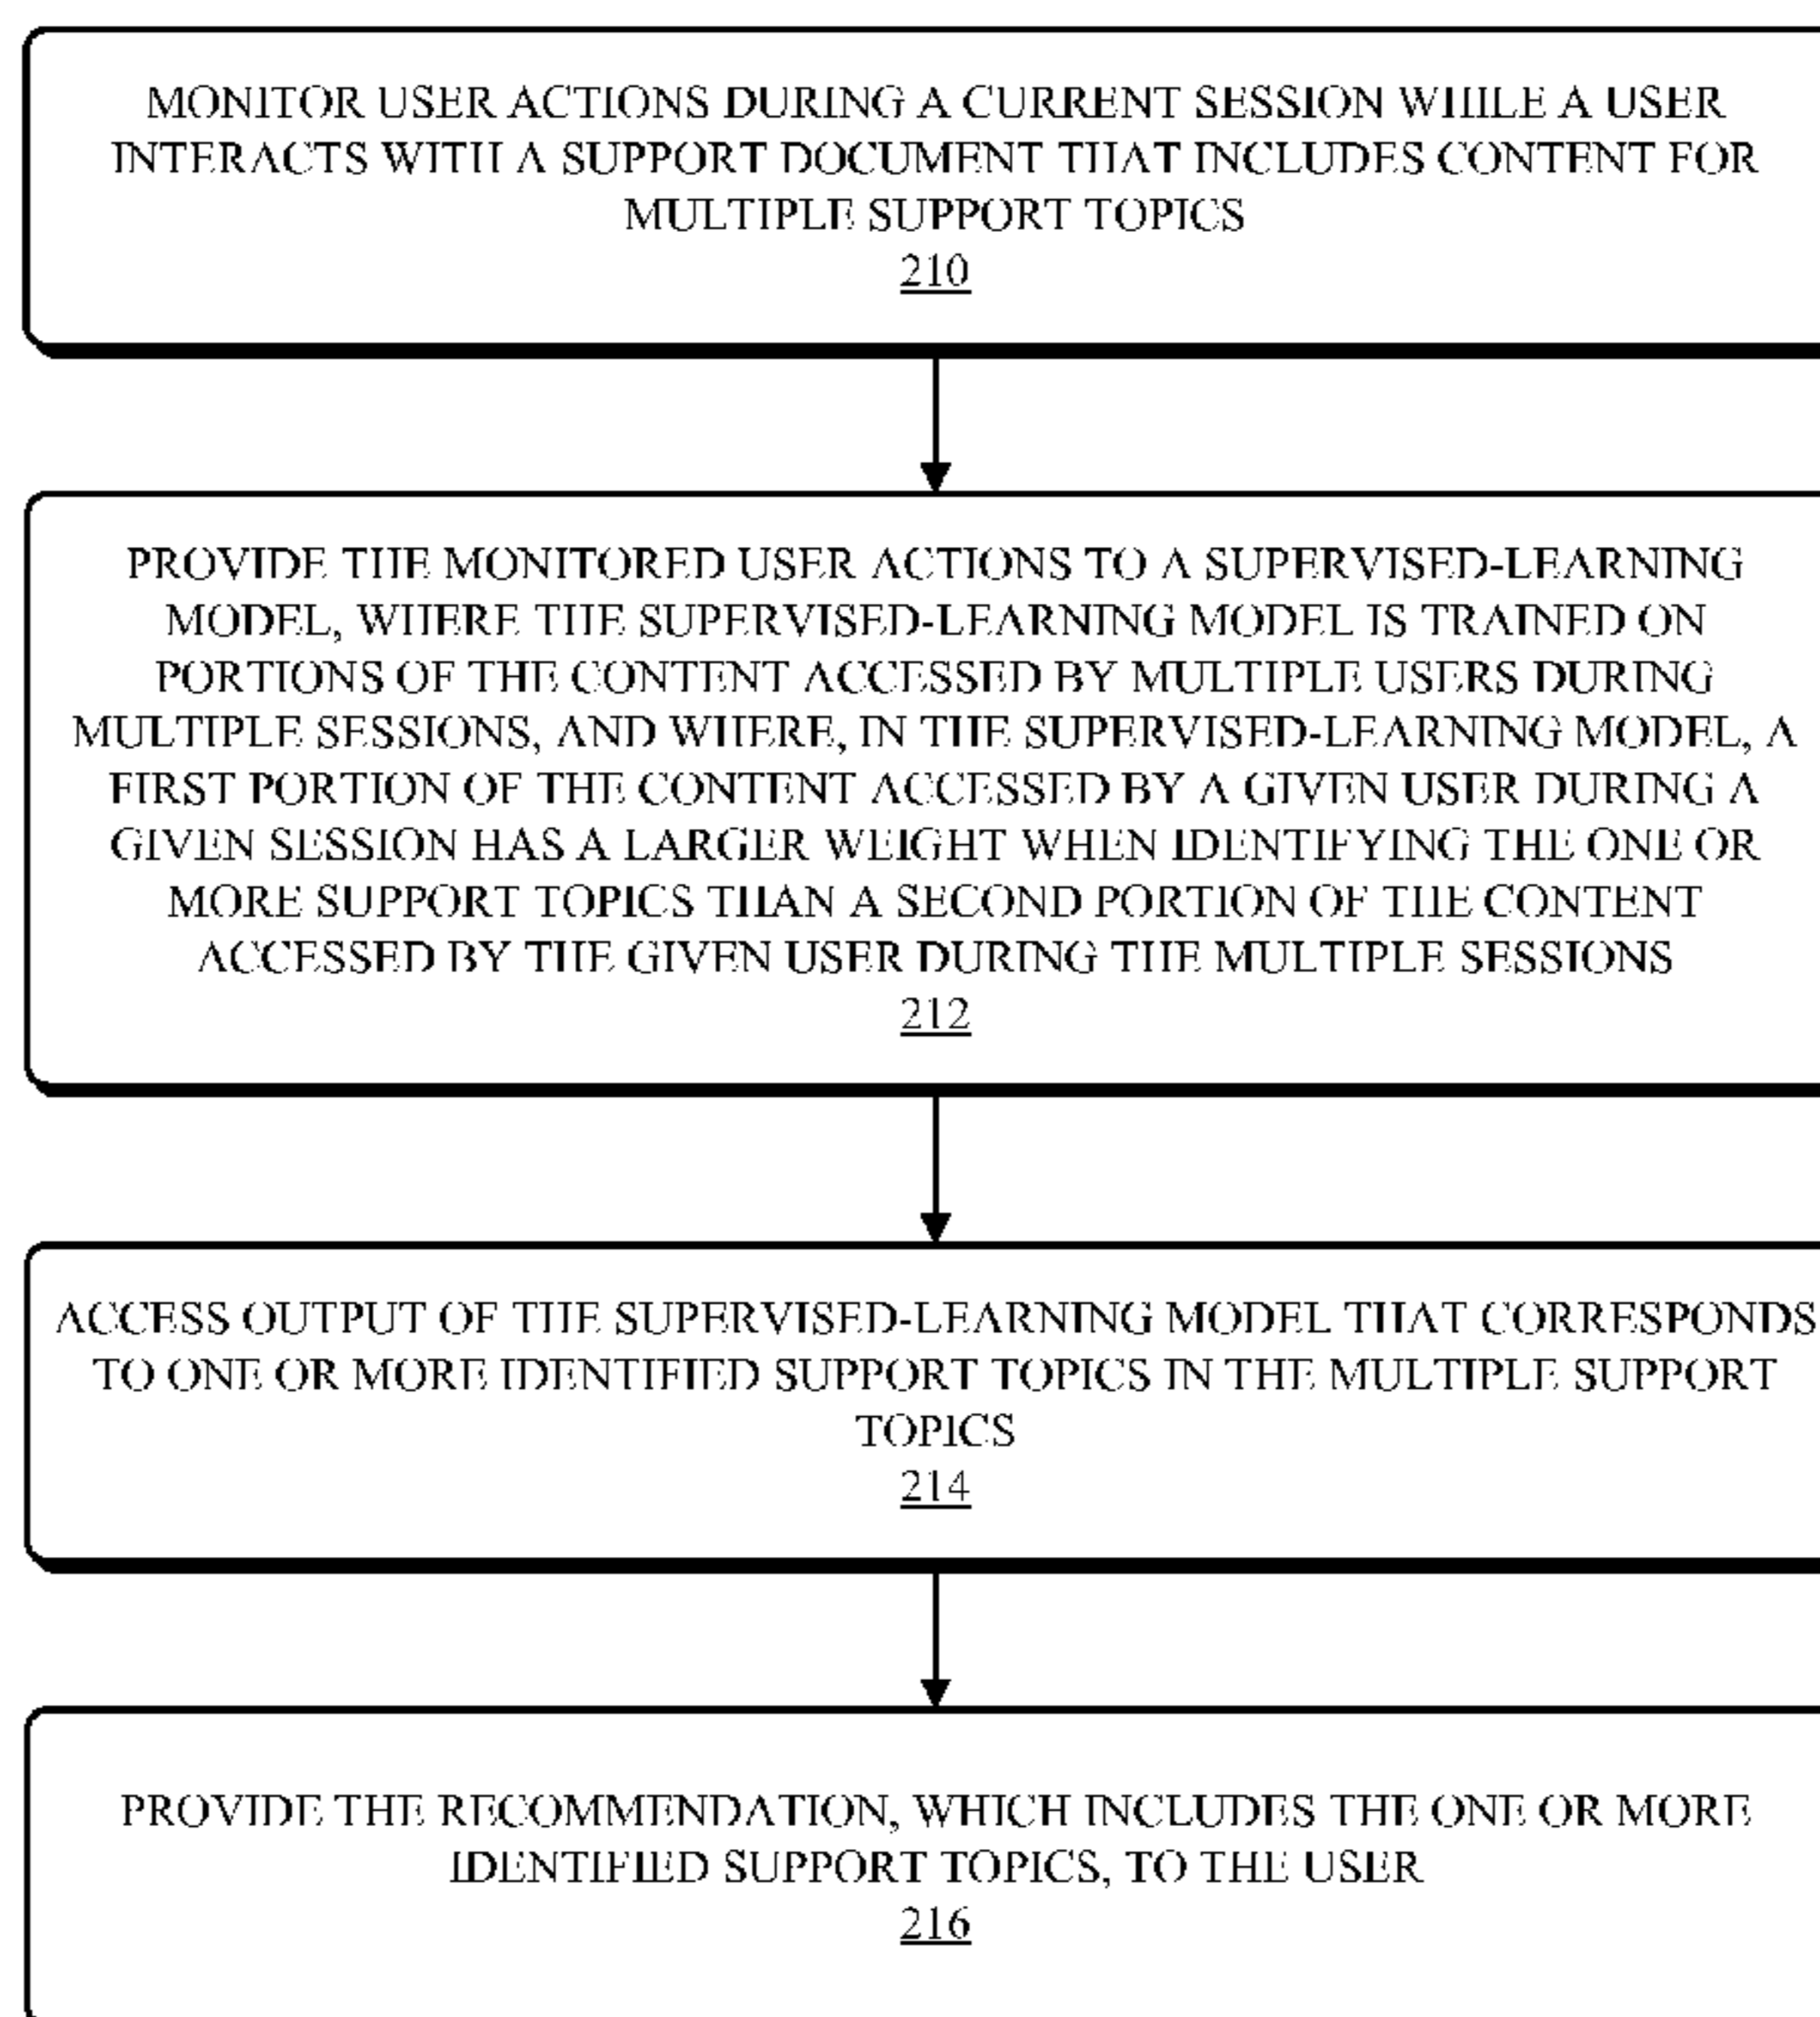 MONITOR USER ACTIONS DURING A CURRENT SESSION WHILE A USER
INTERACTS WITH A SUPPORT DOCUMENT THAT INCLUDES CONTENT FOR
MULTIPLE SUPPORT TOPICS
210
PROVIDE THE MONITORED USER ACTIONS TO A SUPERVISED-LEARNING
MODEL, WHERE THE SUPERVISED-LEARNING MODEL IS TRAINED ON
PORTIONS OF THE CONTENT ACCESSED BY MULTIPLE USERS DURING
MULTIPLE SESSIONS, AND WHERE, IN THE SUPERVISED-LEARNING MODEL, A
FIRST PORTION OF THE CONTENT ACCESSED BY A GIVEN USER DURING A
GIVEN SESSION HAS A LARGER WEIGHT WHEN IDENTIFYING THE ONE OR
MORE SUPPORT TOPICS THAN A SECOND PORTION OF THE CONTENT
ACCESSED BY THE GIVEN USER DURING THE MULTIPLE SESSIONS
212
ACCESS OUTPUT OF THE SUPERVISED-LEARNING MODEL THAT CORRESPONDS
TO ONE OR MORE IDENTIFIED SUPPORT TOPICS IN THE MULTIPLE SUPPORT
TOPICS
214
PROVIDE THE RECOMMENDATION, WHICH INCLUDES THE ONE OR MORE
IDENTIFIED SUPPORT TOPICS, TO THE USER
216